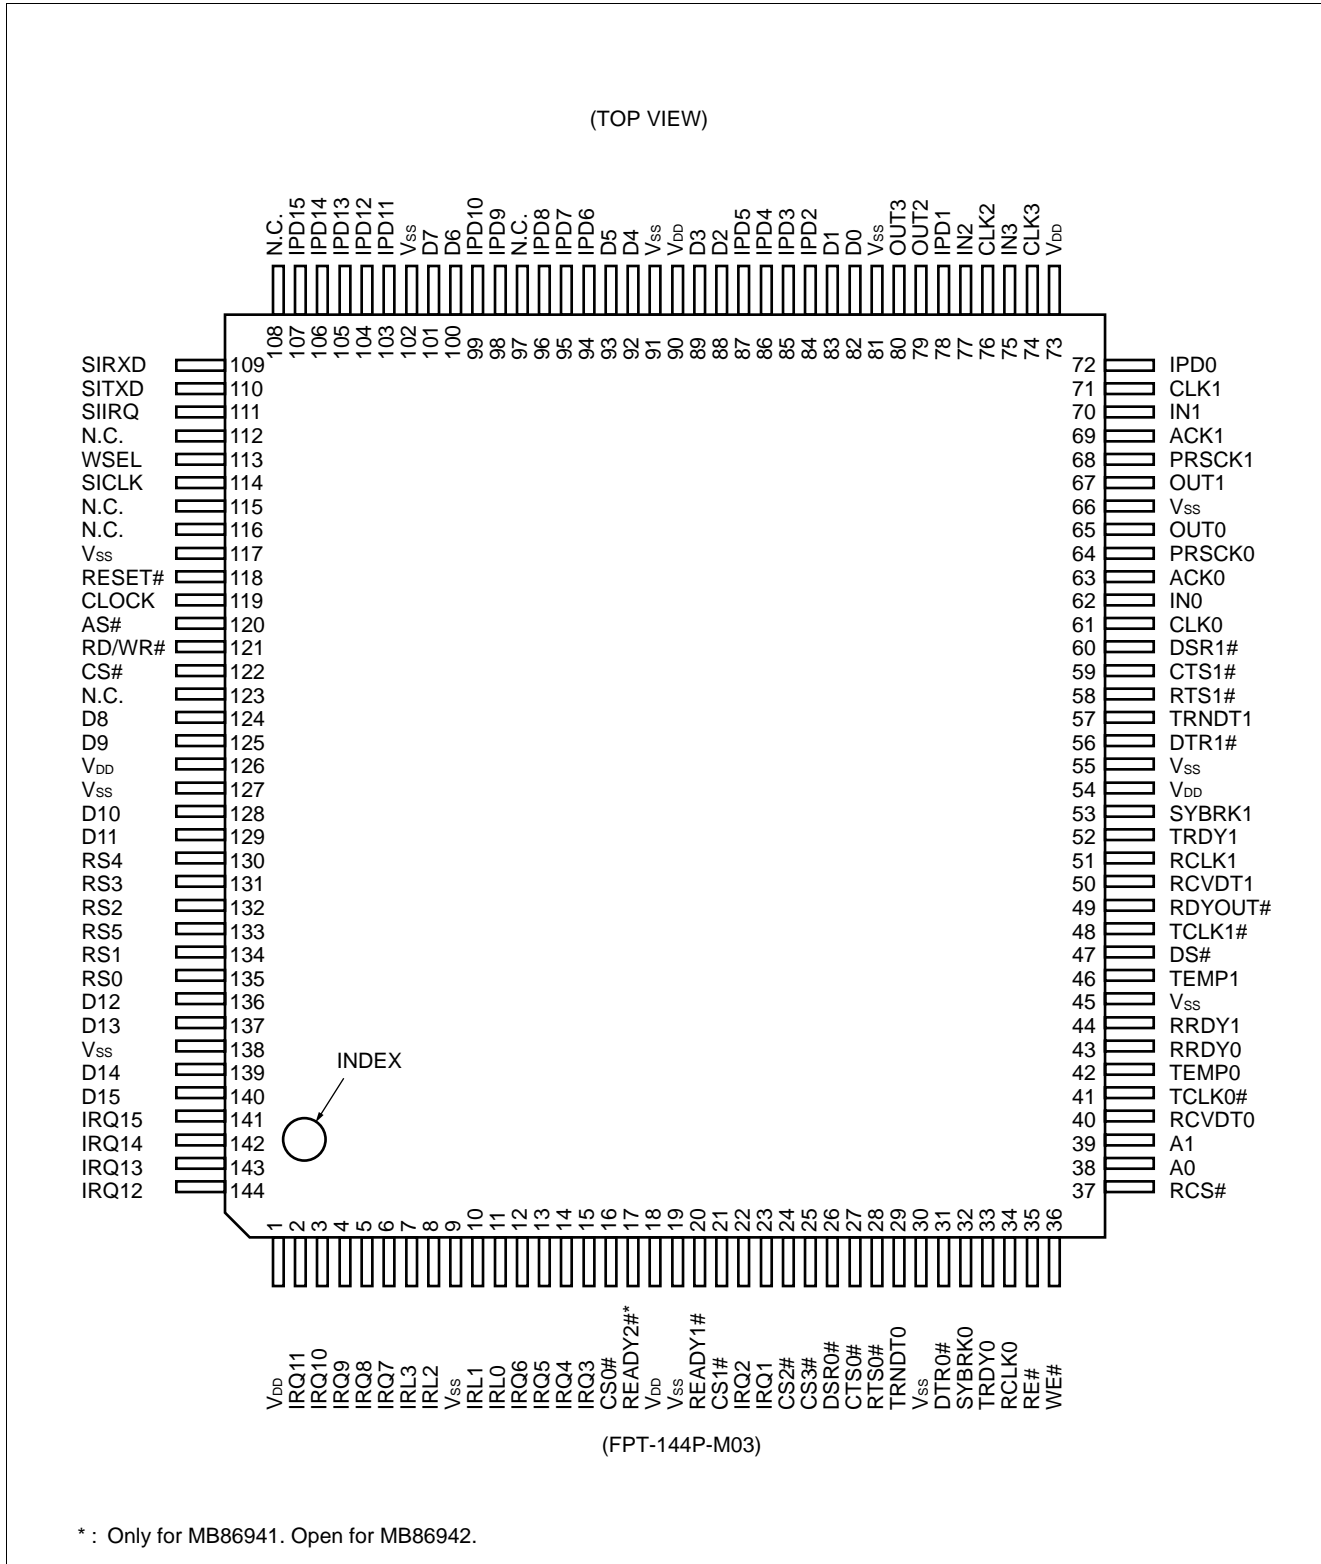 (TOP VIEW)
N.C.
IPD15
IPD14
IPD13
IPD12
IPD11
VSS
D7
D6
IPD10
IPD9
N.C.
IPD8
IPD7
IPD6
D5
D4
VSS
VDD
D3
D2
IPD5
IPD4
IPD3
IPD2
D1
D0
VSS
OUT3
OUT2
IPD1
IN2
CLK2
IN3
CLK3
VDD
108
107
106
105
104
103
102
101
100
99
98
97
96
95
94
93
92
91
90
89
88
87
86
85
84
83
82
81
80
79
78
77
76
75
74
73
SIRXD 109
SITXD 110
SIIRQ 111
N.C. 112
WSEL 113
SICLK 114
N.C. 115
N.C. 116
VSS 117
RESET# 118
CLOCK 119
AS# 120
RD/WR# 121
CS# 122
N.C. 123
D8 124
D9 125
VDD 126
VSS 127
D10 128
D11 129
RS4 130
RS3 131
RS2 132
RS5 133
RS1 134
RS0 135
D12 136
D13 137
VSS 138
D14 139
D15 140
IRQ15 141
IRQ14 142
IRQ13 143
IRQ12 144
72 IPD0
71 CLK1
70 IN1
69 ACK1
68 PRSCK1
67 OUT1
66 VSS
65 OUT0
64 PRSCK0
63 ACK0
62 IN0
61 CLK0
60 DSR1#
59 CTS1#
58 RTS1#
57 TRNDT1
56 DTR1#
55 VSS
54 VDD
53 SYBRK1
52 TRDY1
51 RCLK1
50 RCVDT1
49 RDYOUT#
48 TCLK1#
47 DS#
46 TEMP1
45 VSS
44 RRDY1
43 RRDY0
42 TEMP0
41 TCLK0#
40 RCVDT0
39 A1
38 A0
37 RCS#
INDEX
1
2
3
4
5
6
7
8
9
10
11
12
13
14
15
16
17
18
19
20
21
22
23
24
25
26
27
28
29
30
31
32
33
34
35
36
VDD
IRQ11
IRQ10
IRQ9
IRQ8
IRQ7
IRL3
IRL2
VSS
IRL1
IRL0
IRQ6
IRQ5
IRQ4
IRQ3
CS0#
READY2#*
VDD
VSS
READY1#
CS1#
IRQ2
IRQ1
CS2#
CS3#
DSR0#
CTS0#
RTS0#
TRNDT0
VSS
DTR0#
SYBRK0
TRDY0
RCLK0
RE#
WE#
(FPT-144P-M03)
* : Only for MB86941. Open for MB86942.